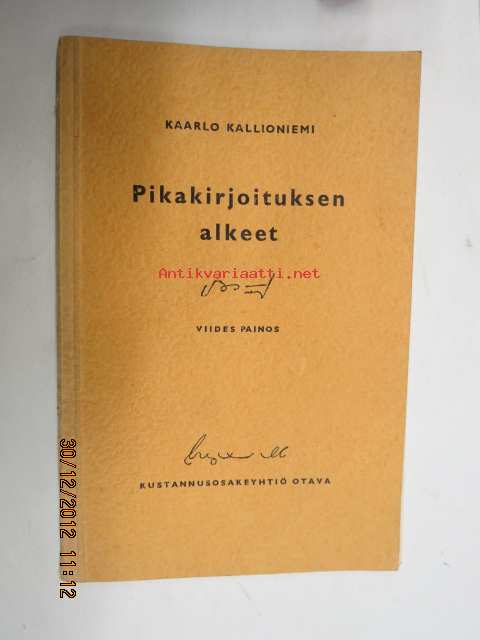 KAARLO KALLIONIEMI
Pikakirjoituksen
alkeet
Antikvariaatti.net
VIIDES PAINOS
KUSTANNUSOSAKEYHTIÖ OTAVA
30/12/2012 11:12